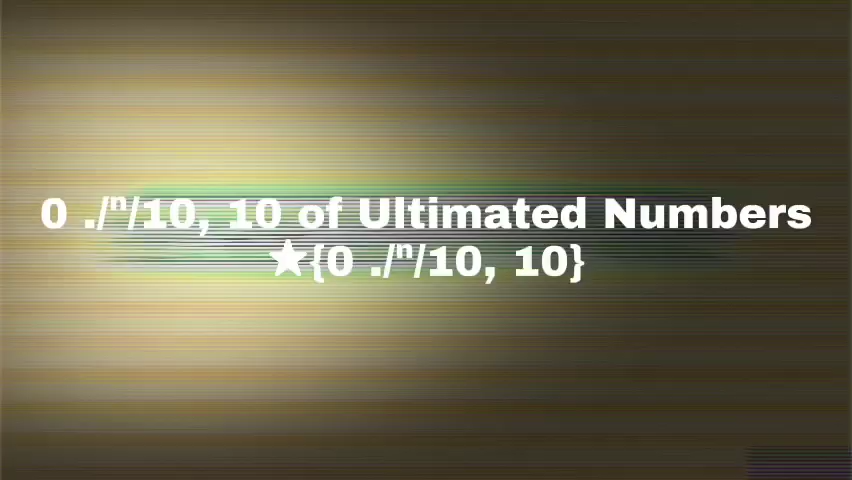 0 ./ⁿ/10, 10 of Ultimated Numbers
★{0 ./ⁿ/10, 10}